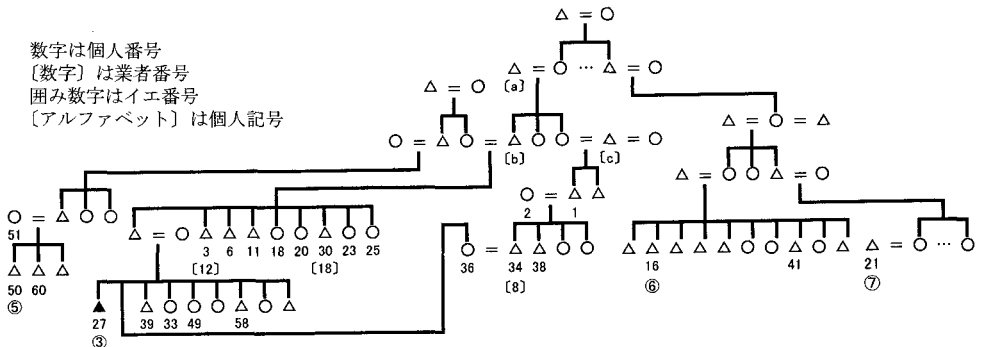 数字は個人番号
〔数字〕は業者番号
囲み数字はイエ番号
〔アルファベット〕は個人記号
△ = ○
△ = ○ … △ = ○
〔a〕
△ = ○
△ = ○ = △
○ = △ ○ = △ ○ ○ = △ = ○
〔b〕 〔c〕
△ = ○ ○ △ = ○
○ = △ △
2 1
○ = △ ○ ○
51
△ = ○ △ △ △ ○ ○ △ ○ ○
3 6 11 18 20 30 23 25
〔12〕 〔18〕
○ = △ △ ○ ○
36 34 38
〔8〕
△ △ △ △ △ ○ ○ △ ○ △
16 41
⑥
△ = ○ … ○
21
⑦
△ △ △
50 60
⑤
▲ △ ○ ○ ○ △ ○ △
27 39 33 49 58
③